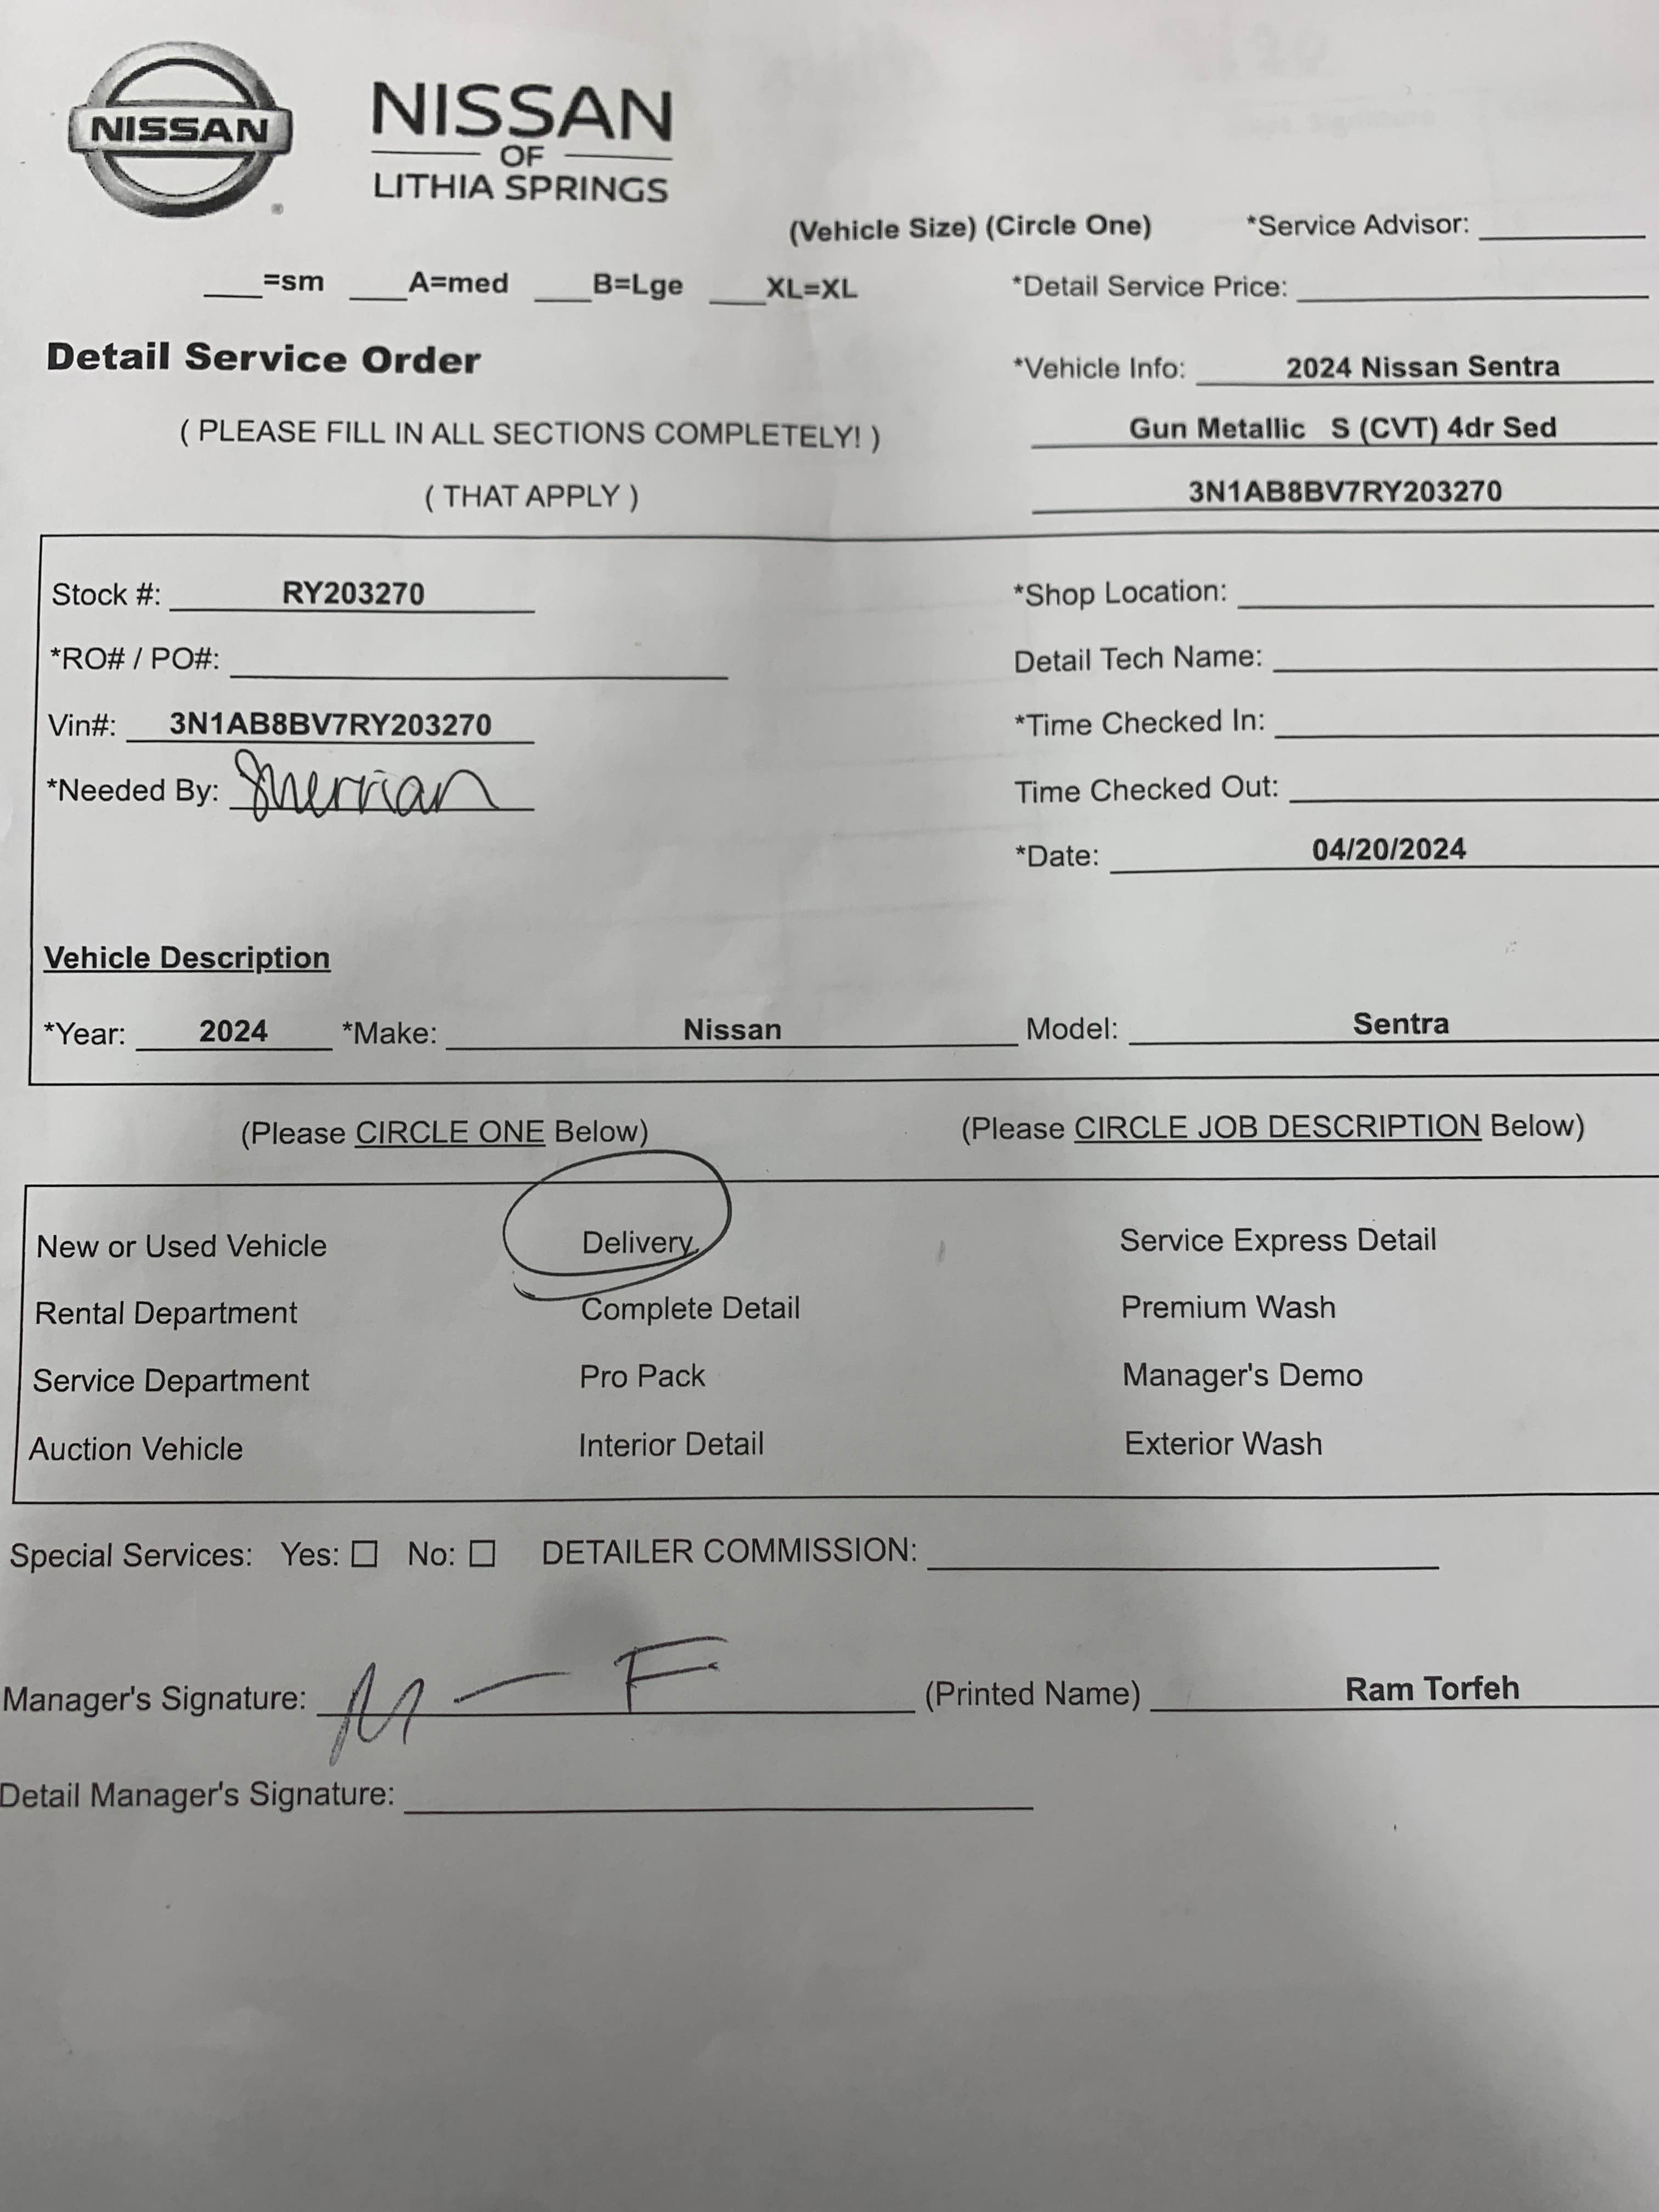 NISSAN
NISSAN
OF
LITHIA SPRINGS
(Vehicle Size) (Circle One) *Service Advisor:
=sm A=med B=Lge XL=XL *Detail Service Price:
Detail Service Order *Vehicle Info: 2024 Nissan Sentra
( PLEASE FILL IN ALL SECTIONS COMPLETELY! ) Gun Metallic S (CVT) 4dr Sed
( THAT APPLY ) 3N1AB8BV7RY203270
Stock #: RY203270 *Shop Location:
*RO# / PO#: Detail Tech Name:
Vin#: 3N1AB8BV7RY203270 *Time Checked In:
*Needed By: Sherrian Time Checked Out:
*Date: 04/20/2024
Vehicle Description
*Year: 2024 *Make: Nissan Model: Sentra
(Please CIRCLE ONE Below) (Please CIRCLE JOB DESCRIPTION Below)
New or Used Vehicle Delivery Service Express Detail
Rental Department Complete Detail Premium Wash
Service Department Pro Pack Manager's Demo
Auction Vehicle Interior Detail Exterior Wash
Special Services: Yes: No: DETAILER COMMISSION:
Manager's Signature: M — F (Printed Name) Ram Torfeh
Detail Manager's Signature: